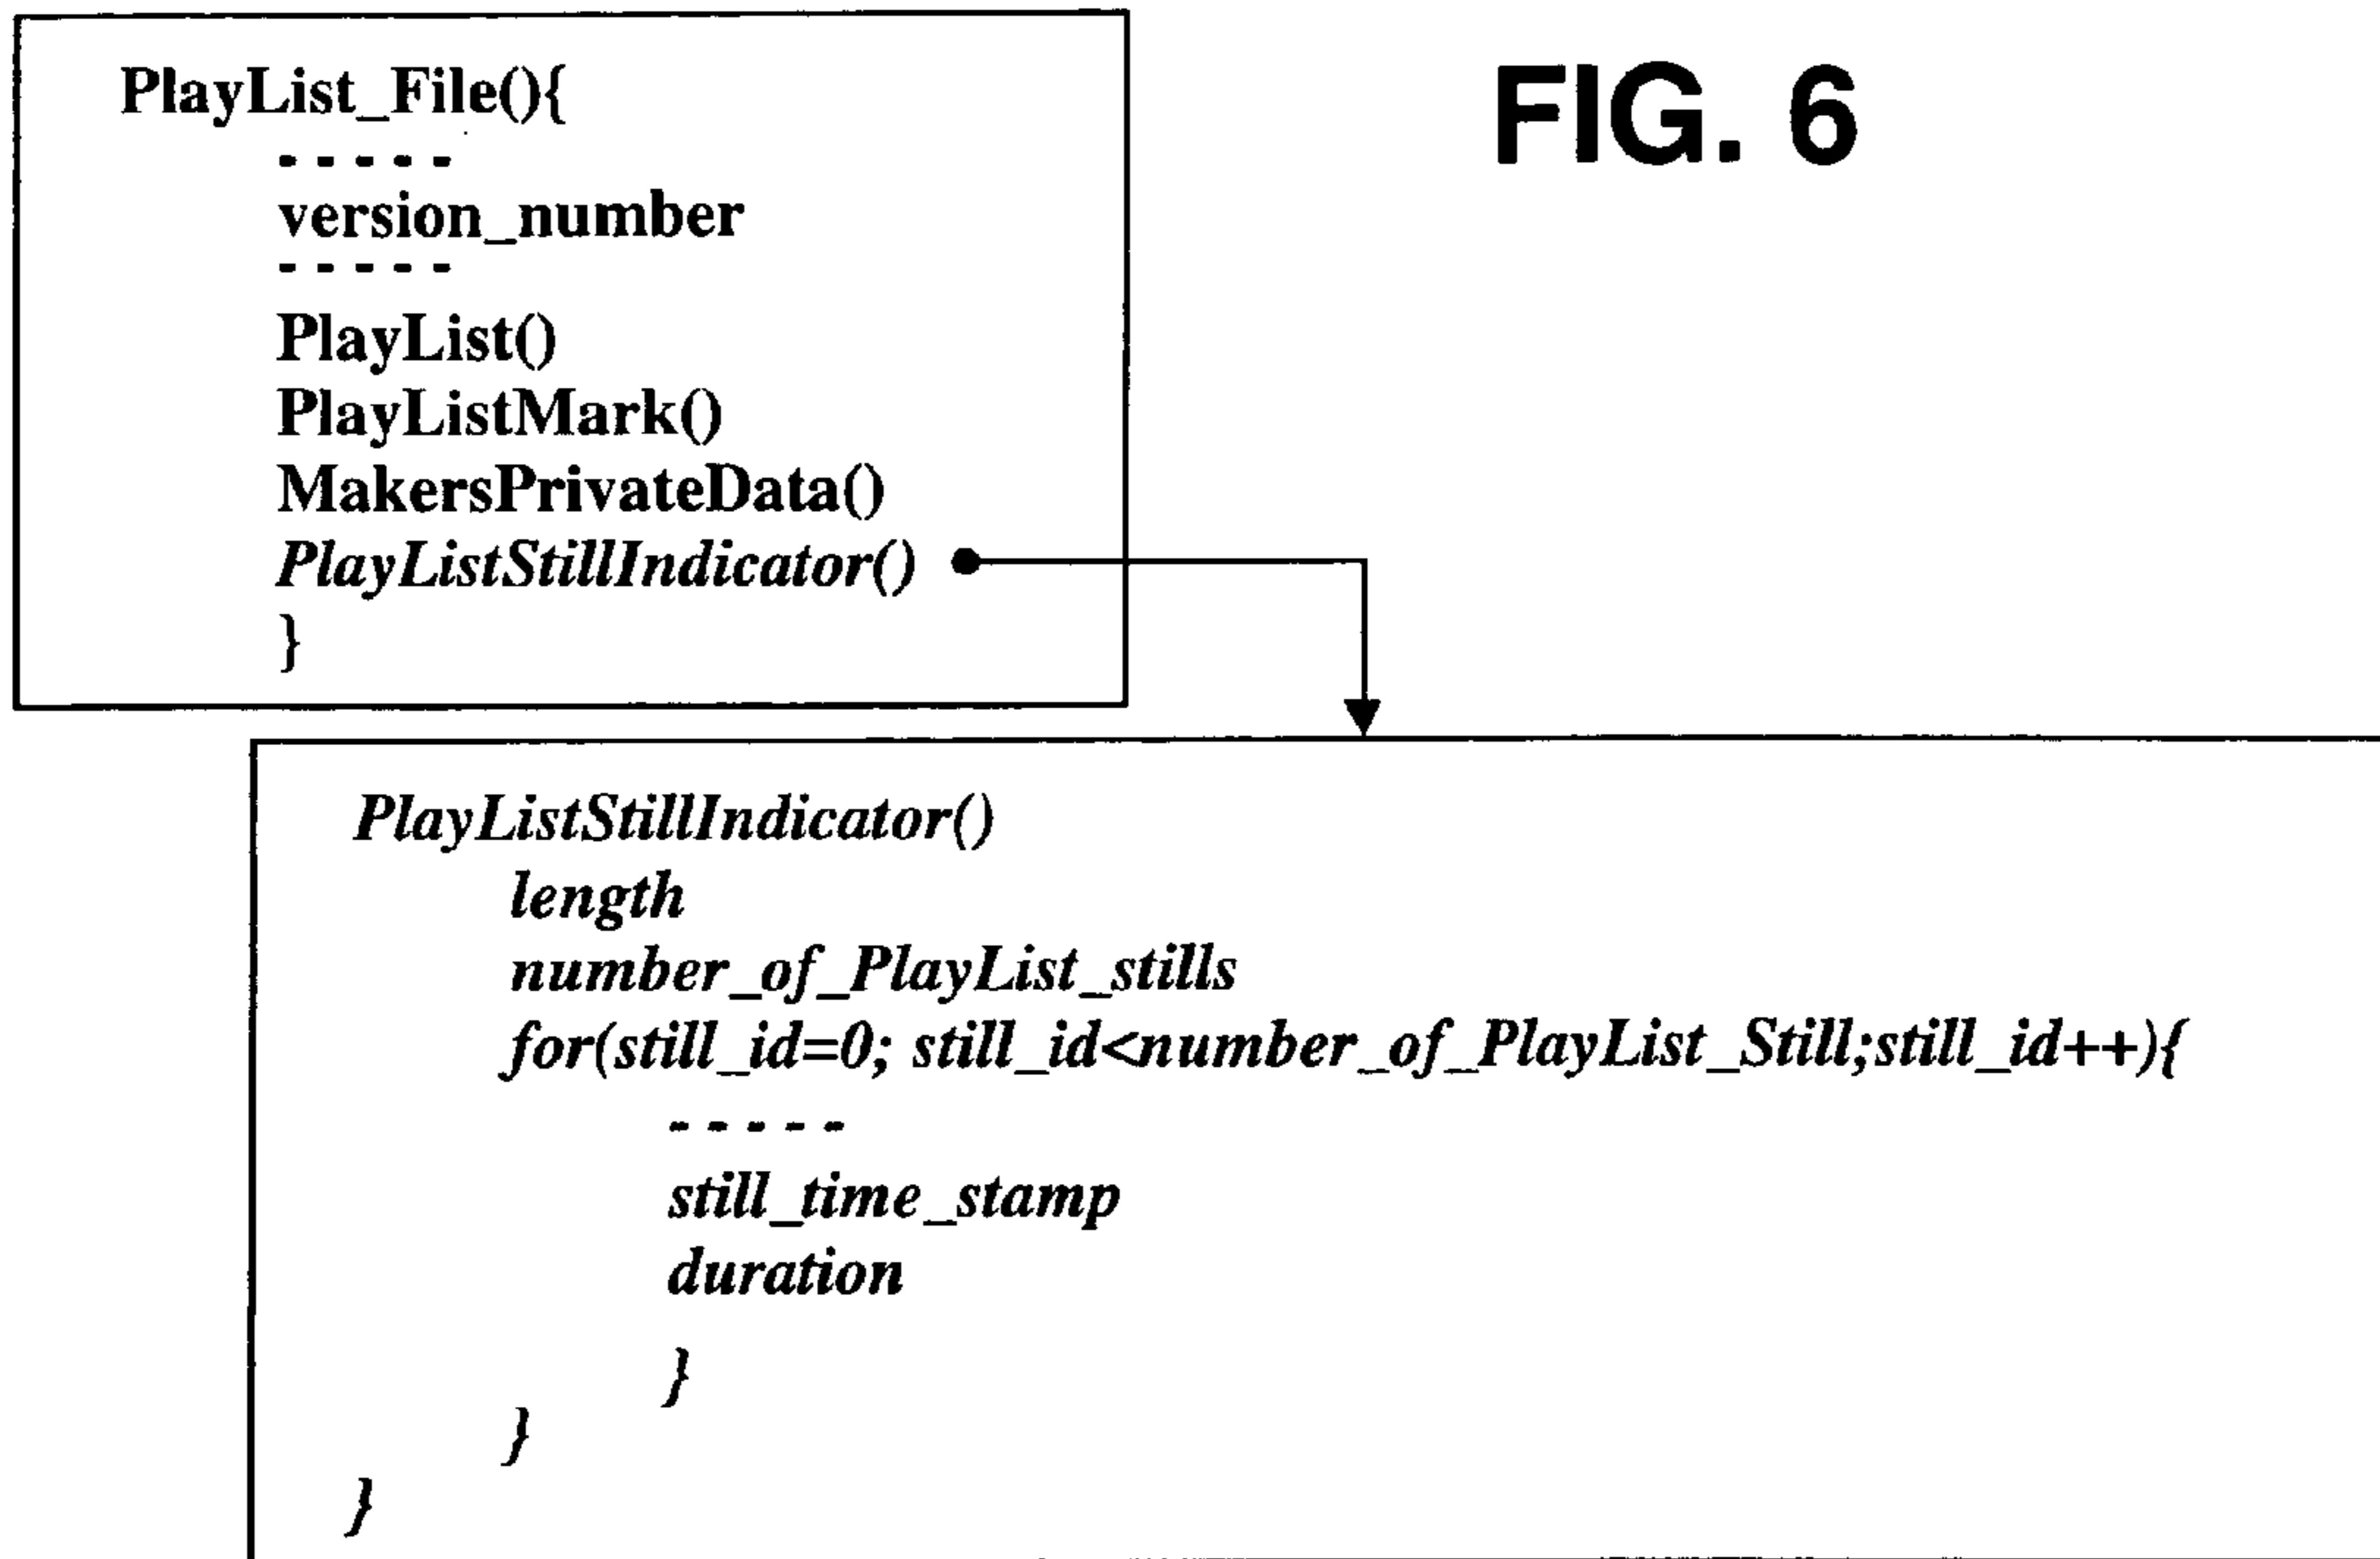 PlayList_File(){
FIG. 6
- - - - -
version_number
- - - - -
PlayList()
PlayListMark()
MakersPrivateData()
PlayListStillIndicator()
}
PlayListStillIndicator()
length
number_of_PlayList_stills
for(still_id=0; still_id<number_of_PlayList_Still;still_id++){
- - - - -
still_time_stamp
duration
}
}
}